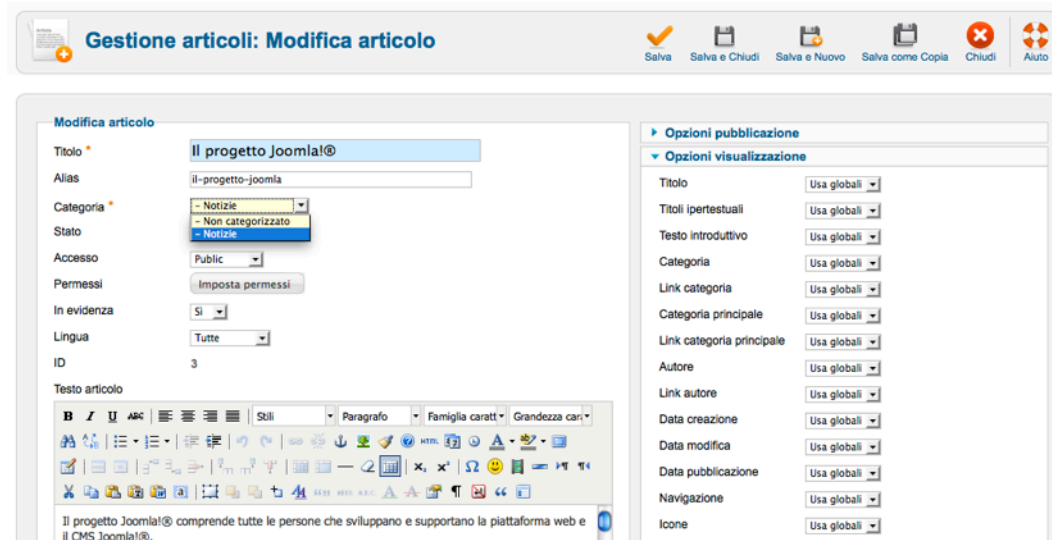 Gestione articoli: Modifica articolo
Salva
Salva e Chiudi
Salva e Nuovo
Salva come Copia
Chiudi
Aiuto
Modifica articolo
Titolo *
Il progetto Joomla!®
Alias
il-progetto-joomla
Categoria *
- Notizie
- Non categorizzato
- Notizie
Stato
Accesso
Public
Permessi
Imposta permessi
In evidenza
Sì
Lingua
Tutte
ID
3
Testo articolo
B I U ABC
Stili
Paragrafo
Famiglia caratt
Grandezza cara
HTML
Il progetto Joomla!® comprende tutte le persone che sviluppano e supportano la piattaforma web e
il CMS Joomla!®.
Opzioni pubblicazione
Opzioni visualizzazione
Titolo Usa globali
Titoli ipertestuali Usa globali
Testo introduttivo Usa globali
Categoria Usa globali
Link categoria Usa globali
Categoria principale Usa globali
Link categoria principale Usa globali
Autore Usa globali
Link autore Usa globali
Data creazione Usa globali
Data modifica Usa globali
Data pubblicazione Usa globali
Navigazione Usa globali
Icone Usa globali